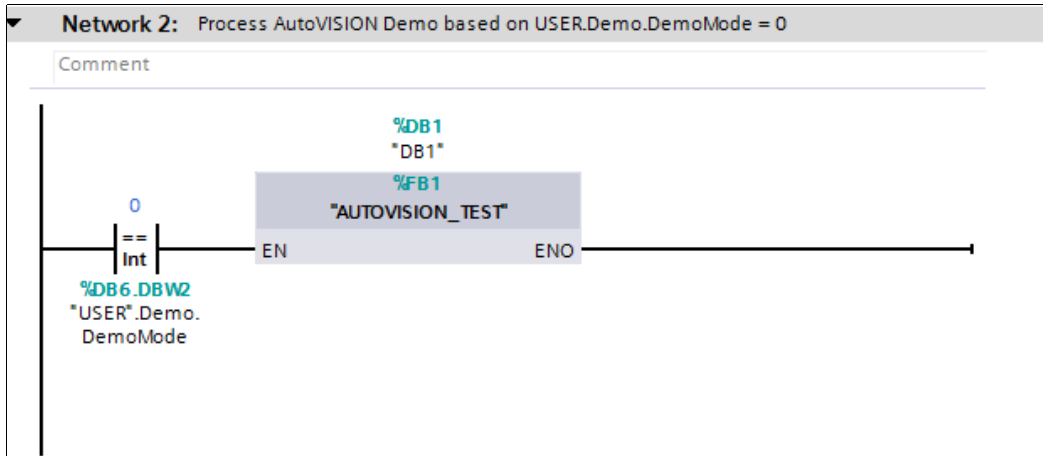 Network 2: Process AutoVISION Demo based on USER.Demo.DemoMode = 0
Comment
%DB1
"DB1"
%FB1
"AUTOVISION_TEST"
0
==
Int
EN ENO
%DB6.DBW2
"USER".Demo.
DemoMode